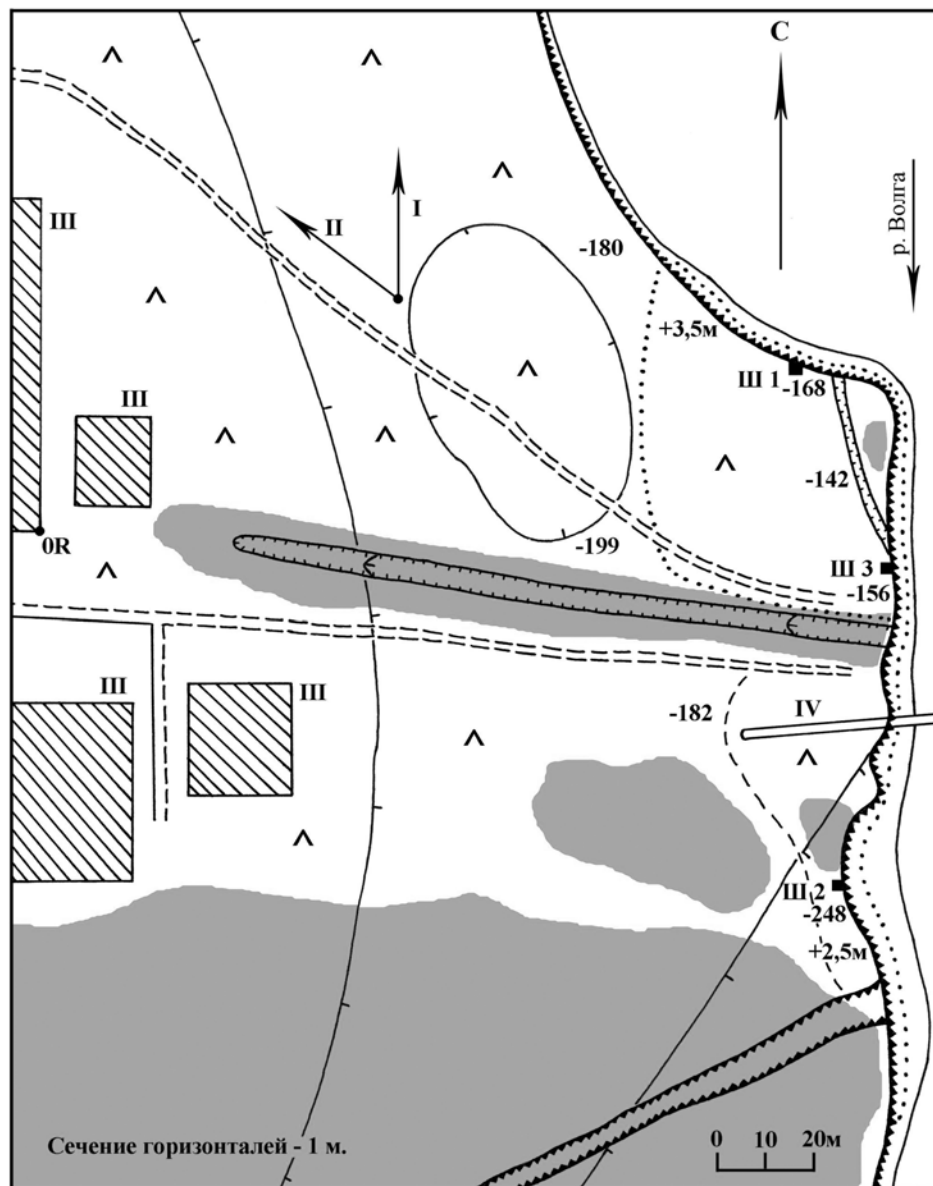 С
р. Волга
I
II
III
-180
+3,5м
Ш 1
-168
III
-142
0R
-199
Ш 3
-156
III
III
-182
IV
Ш 2
-248
+2,5м
Сечение горизонталей - 1 м.
0 10 20м